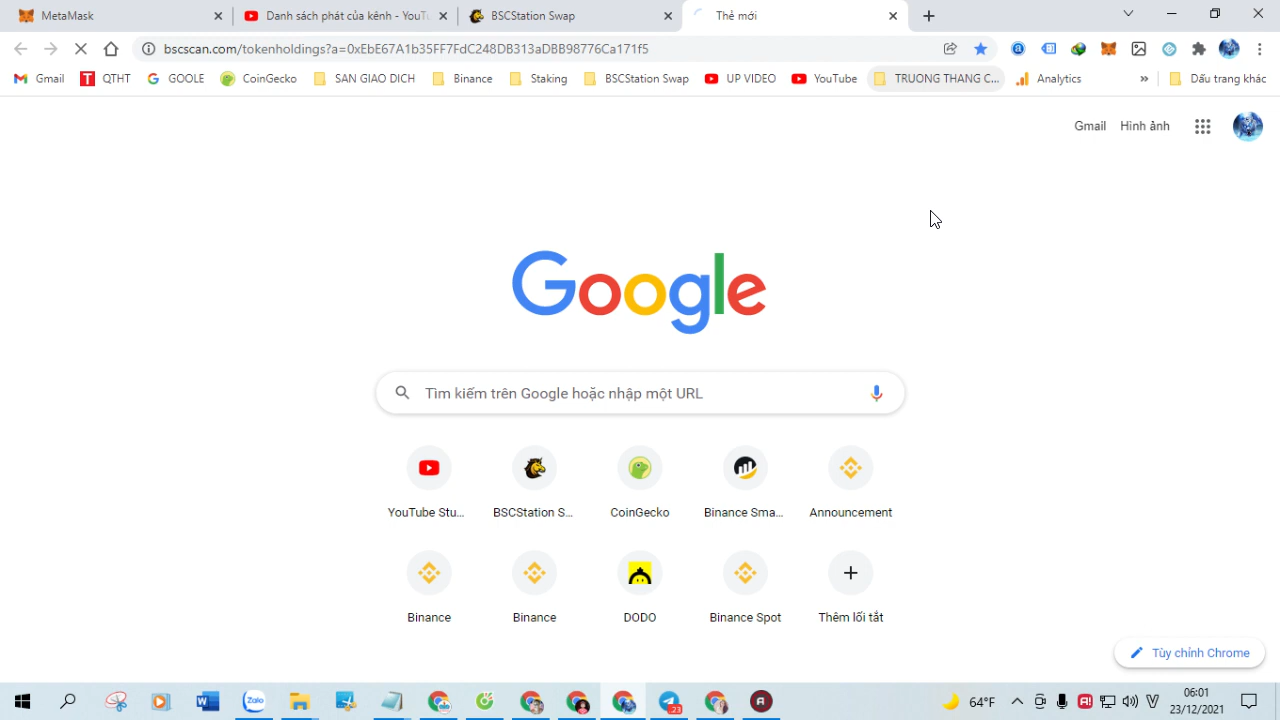 MetaMask
Danh sách phát của kênh - YouT
BSCStation Swap
Thẻ mới
bscscan.com/tokenholdings?a=0xEbE67A1b35FF7FdC248DB313aDBB98776Ca171f5
Gmail
QTHT
GOOLE
CoinGecko
SAN GIAO DICH
Binance
Staking
BSCStation Swap
UP VIDEO
YouTube
TRUONG THANG C...
Analytics
»
Dấu trang khác
Gmail
Hình ảnh
Google
Tìm kiếm trên Google hoặc nhập một URL
YouTube Stu...
BSCStation S...
CoinGecko
Binance Sma...
Announcement
Binance
Binance
DODO
Binance Spot
Thêm lối tắt
Tùy chỉnh Chrome
Zalo
23
64°F
06:01
23/12/2021